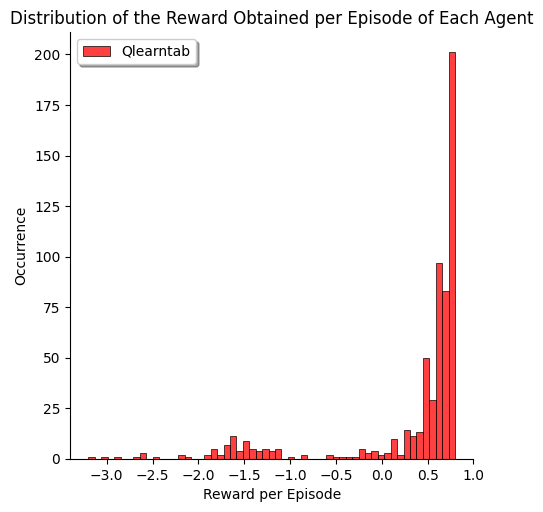 Distribution of the Reward Obtained per Episode of Each Agent
Qlearntab
200
175
150
125
100
75
50
25
0
Occurrence
−3.0 −2.5 −2.0 −1.5 −1.0 −0.5 0.0 0.5 1.0
Reward per Episode